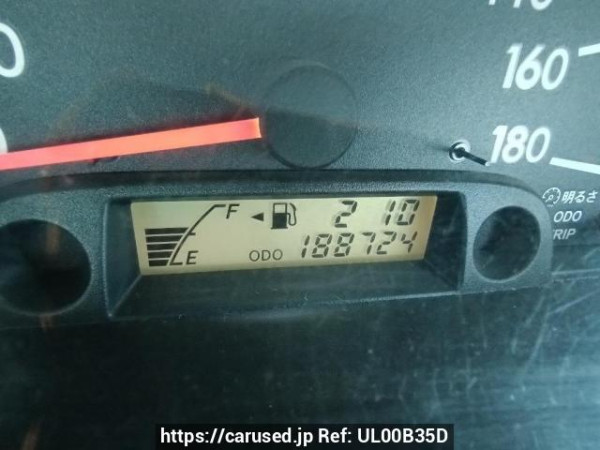 160
180
明るさ
ODO
TRIP
F 2 10
E ODO 188724
https://carused.jp Ref: UL00B35D